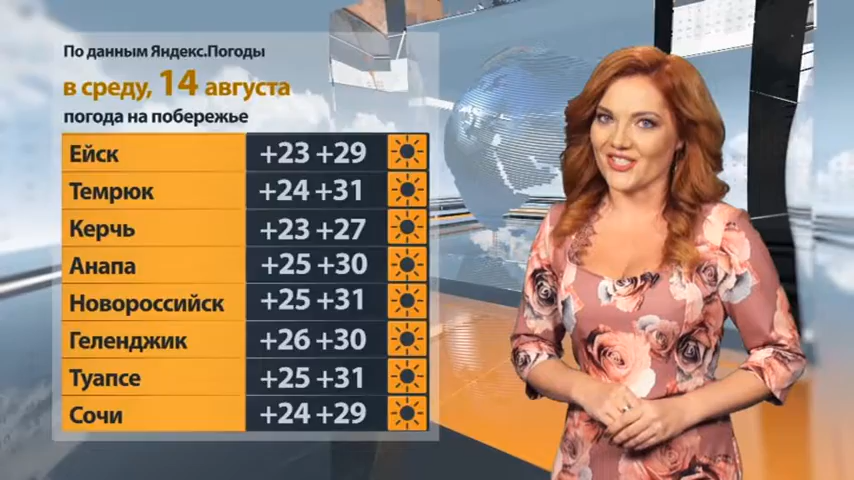 По данным Яндекс.Погоды
в среду, 14 августа
погода на побережье
Ейск +23 +29
Темрюк +24 +31
Керчь +23 +27
Анапа +25 +30
Новороссийск +25 +31
Геленджик +26 +30
Туапсе +25 +31
Сочи +24 +29